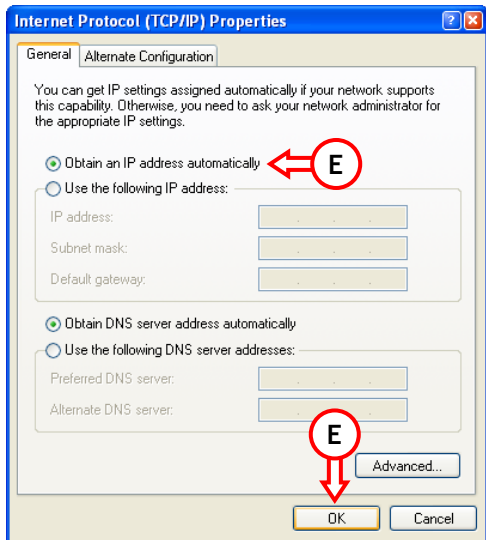 Internet Protocol (TCP/IP) Properties
General Alternate Configuration
You can get IP settings assigned automatically if your network supports
this capability. Otherwise, you need to ask your network administrator for
the appropriate IP settings.
Obtain an IP address automatically E
Use the following IP address:
IP address:
Subnet mask:
Default gateway:
Obtain DNS server address automatically
Use the following DNS server addresses:
Preferred DNS server:
Alternate DNS server:
E
Advanced...
OK Cancel